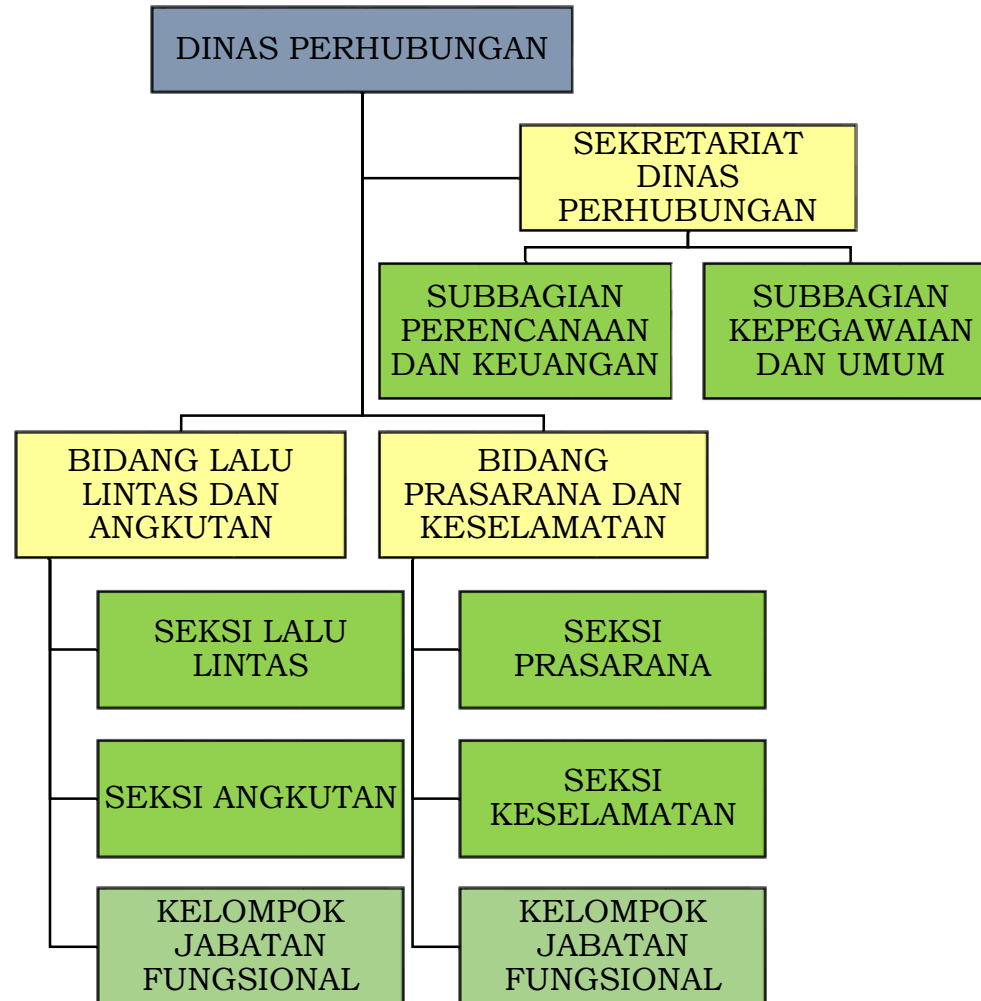 DINAS PERHUBUNGAN
SEKRETARIAT
DINAS
PERHUBUNGAN
SUBBAGIAN
PERENCANAAN
DAN KEUANGAN
SUBBAGIAN
KEPEGAWAIAN
DAN UMUM
BIDANG LALU
LINTAS DAN
ANGKUTAN
SEKSI LALU
LINTAS
SEKSI ANGKUTAN
KELOMPOK
JABATAN
FUNGSIONAL
BIDANG
PRASARANA DAN
KESELAMATAN
SEKSI
PRASARANA
SEKSI
KESELAMATAN
KELOMPOK
JABATAN
FUNGSIONAL